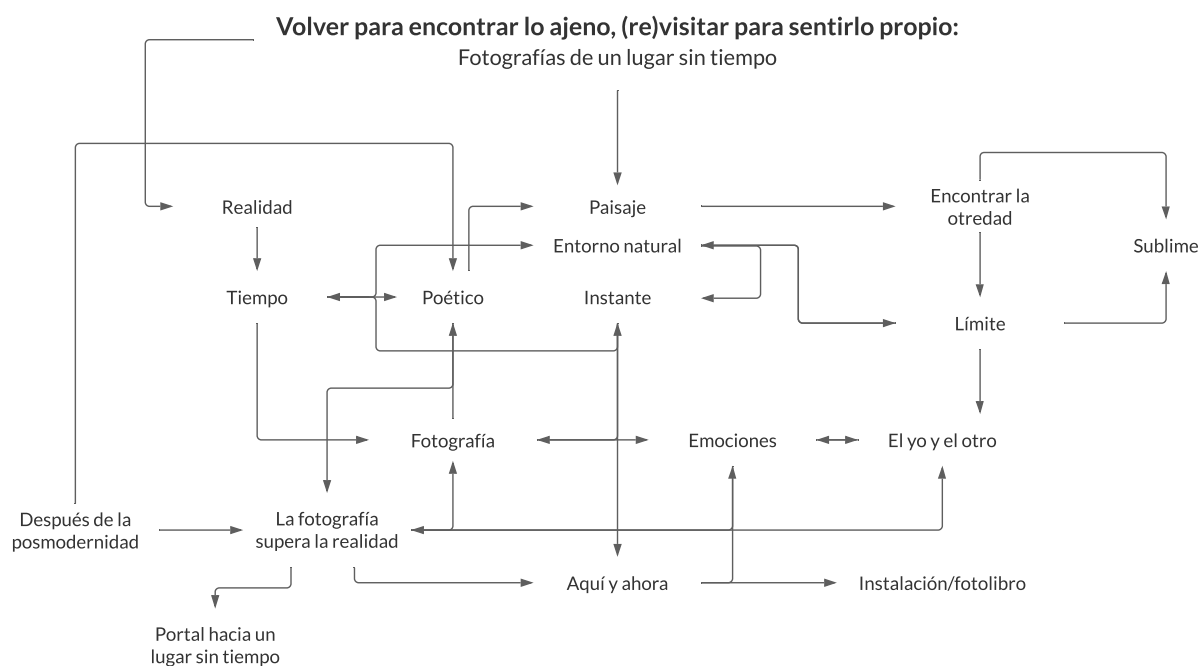 Volver para encontrar lo ajeno, (re)visitar para sentirlo propio:
Fotografías de un lugar sin tiempo
Realidad
Paisaje
Encontrar la
otredad
Entorno natural
Sublime
Tiempo
Poético
Instante
Límite
Fotografía
Emociones
El yo y el otro
Después de la
posmodernidad
La fotografía
supera la realidad
Aquí y ahora
Instalación/fotolibro
Portal hacia un
lugar sin tiempo